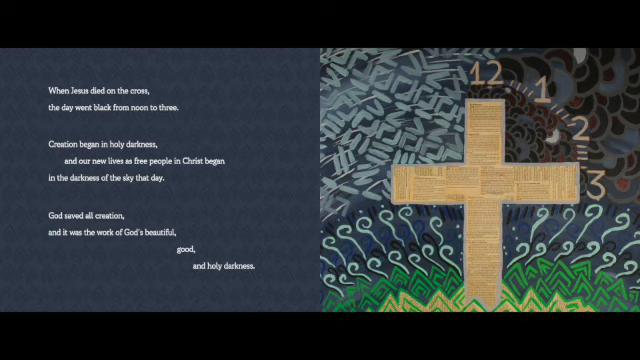 When Jesus died on the cross,
the day went black from noon to three.
Creation began in holy darkness,
and our new lives as free people in Christ began
in the darkness of the sky that day.
God saved all creation,
and it was the work of God's beautiful,
good,
and holy darkness.
12
1
2
3